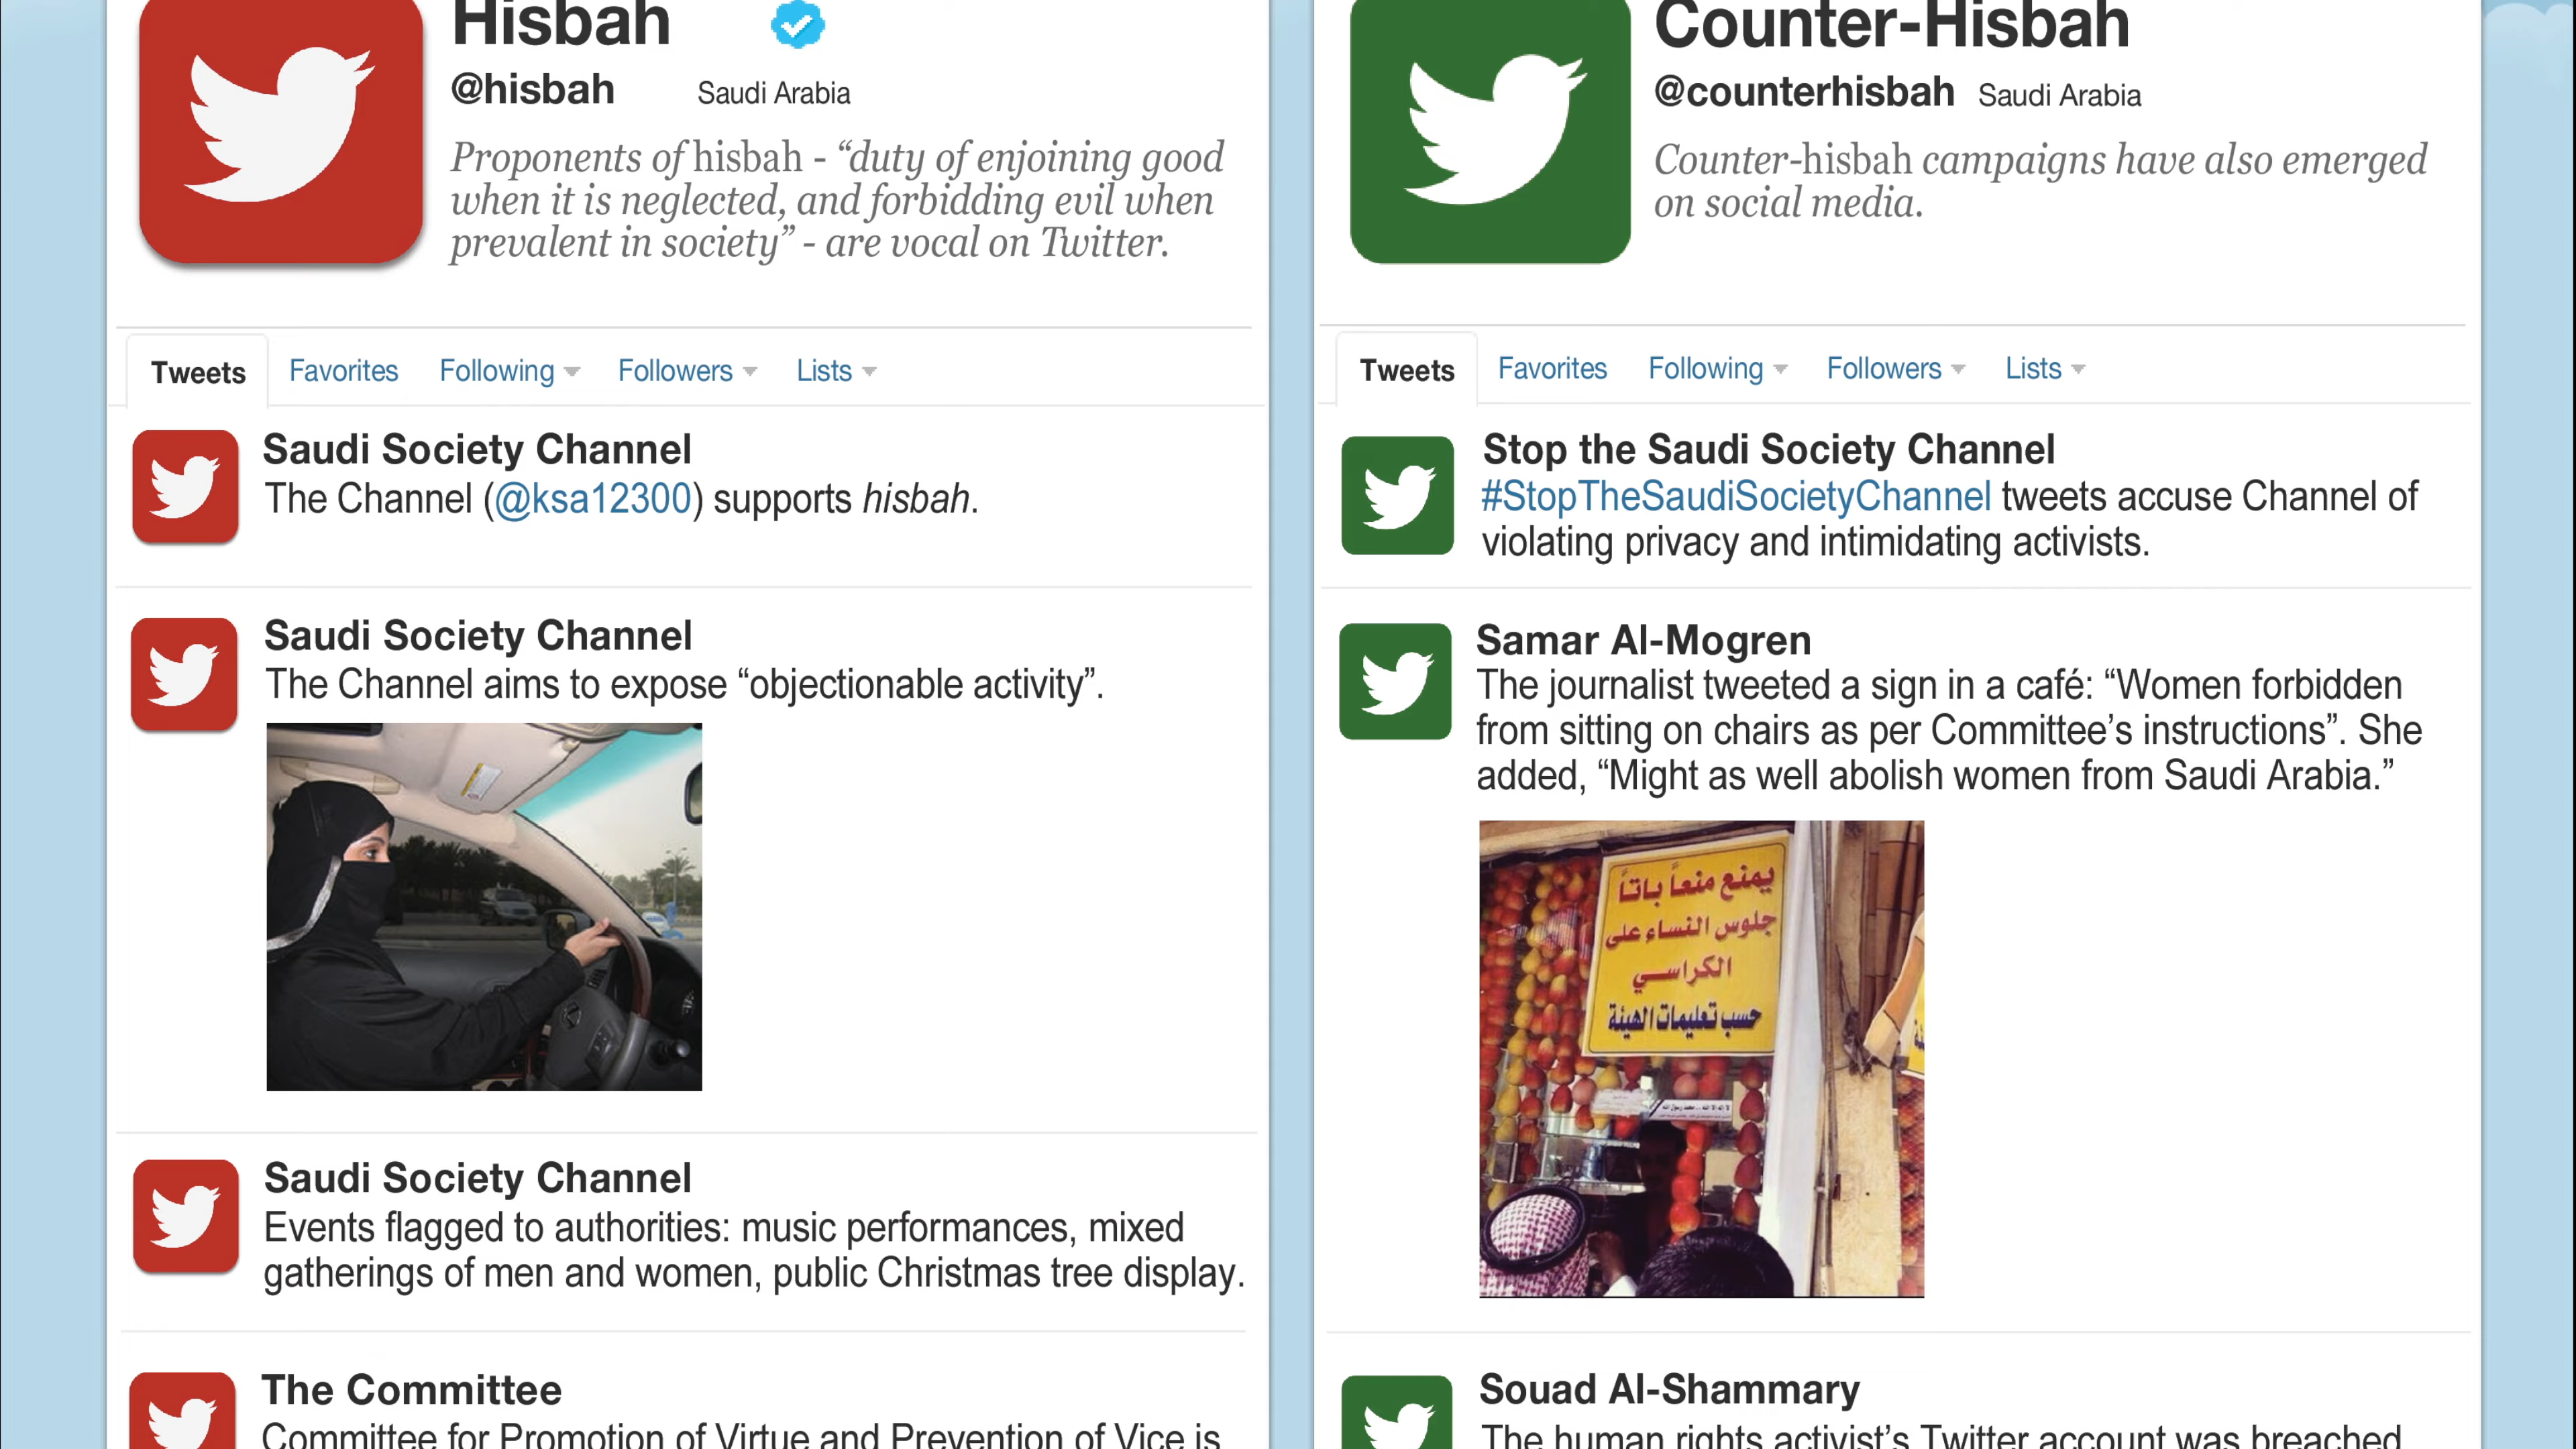 Hisbah
@hisbah Saudi Arabia
Proponents of hisbah - “duty of enjoining good
when it is neglected, and forbidding evil when
prevalent in society” - are vocal on Twitter.
Tweets Favorites Following Followers Lists
Saudi Society Channel
The Channel (@ksa12300) supports hisbah.
Saudi Society Channel
The Channel aims to expose “objectionable activity”.
Saudi Society Channel
Events flagged to authorities: music performances, mixed
gatherings of men and women, public Christmas tree display.
The Committee
Committee for Promotion of Virtue and Prevention of Vice is
Counter-Hisbah
@counterhisbah Saudi Arabia
Counter-hisbah campaigns have also emerged
on social media.
Tweets Favorites Following Followers Lists
Stop the Saudi Society Channel
#StopTheSaudiSocietyChannel tweets accuse Channel of
violating privacy and intimidating activists.
Samar Al-Mogren
The journalist tweeted a sign in a café: “Women forbidden
from sitting on chairs as per Committee’s instructions”. She
added, “Might as well abolish women from Saudi Arabia.”
يمنع منعاً باتاً
جلوس النساء على
الكراسي
حسب تعليمات الهيئة
Souad Al-Shammary
The human rights activist’s Twitter account was breached